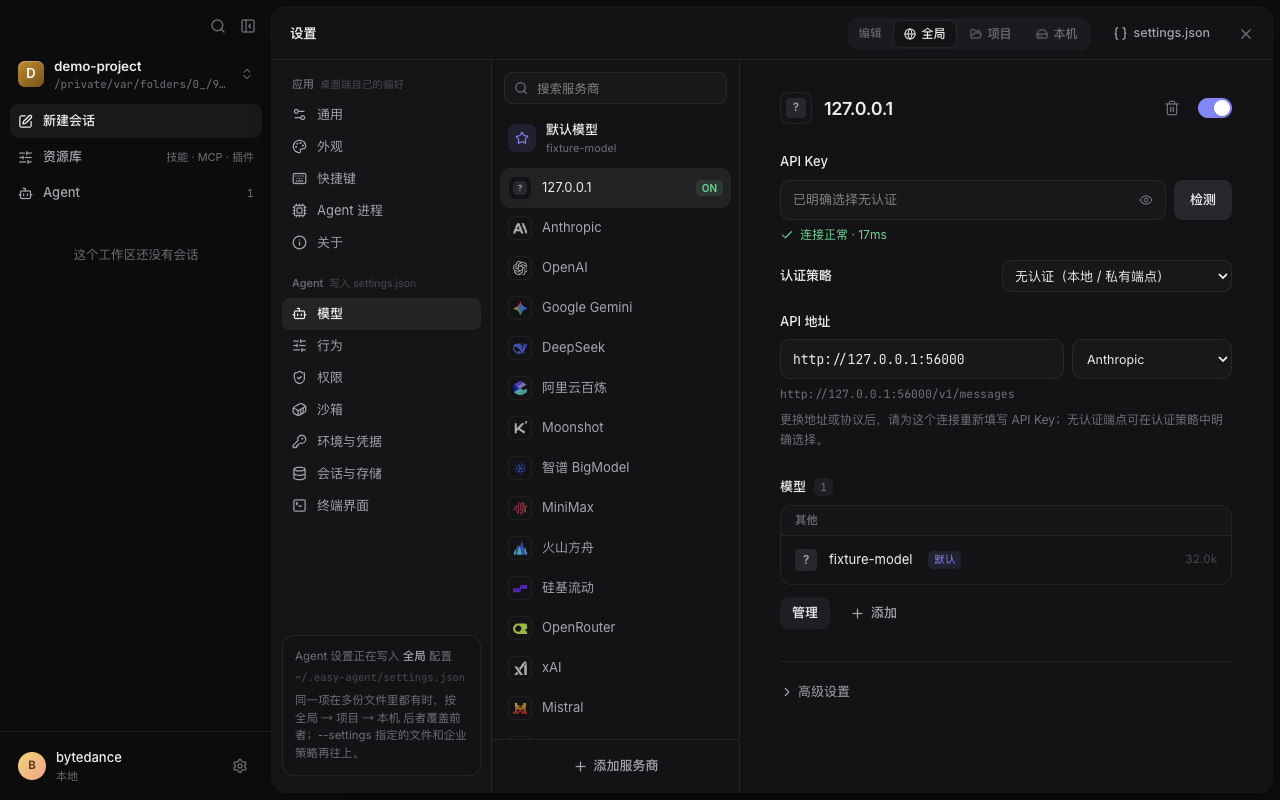 D
demo-project
/private/var/folders/0_/9…
新建会话
资源库
技能 · MCP · 插件
Agent
1
这个工作区还没有会话
B
bytedance
本地
设置
编辑
全局
项目
本机
{ } settings.json
应用 桌面端自己的偏好
通用
外观
快捷键
Agent 进程
关于
Agent 写入 settings.json
模型
行为
权限
沙箱
环境与凭据
会话与存储
终端界面
Agent 设置正在写入 全局 配置
~/.easy-agent/settings.json
同一项在多份文件里都有时，按
全局 → 项目 → 本机 后者覆盖前
者；--settings 指定的文件和企业
策略再往上。
搜索服务商
默认模型
fixture-model
? 127.0.0.1 ON
Anthropic
OpenAI
Google Gemini
DeepSeek
阿里云百炼
Moonshot
智谱 BigModel
MiniMax
火山方舟
硅基流动
OpenRouter
xAI
Mistral
添加服务商
? 127.0.0.1
API Key
已明确选择无认证
检测
连接正常 · 17ms
认证策略
无认证（本地 / 私有端点）
API 地址
http://127.0.0.1:56000
Anthropic
http://127.0.0.1:56000/v1/messages
更换地址或协议后，请为这个连接重新填写 API Key；无认证端点可在认证策略中明
确选择。
模型 1
其他
? fixture-model 默认 32.0k
管理
添加
高级设置